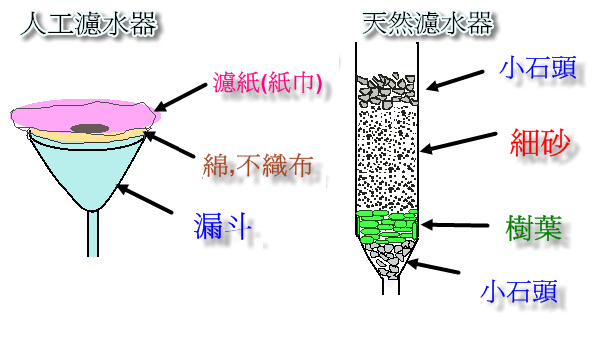 人工濾水器
濾紙(紙巾)
綿,不織布
漏斗
天然濾水器
小石頭
細砂
樹葉
小石頭